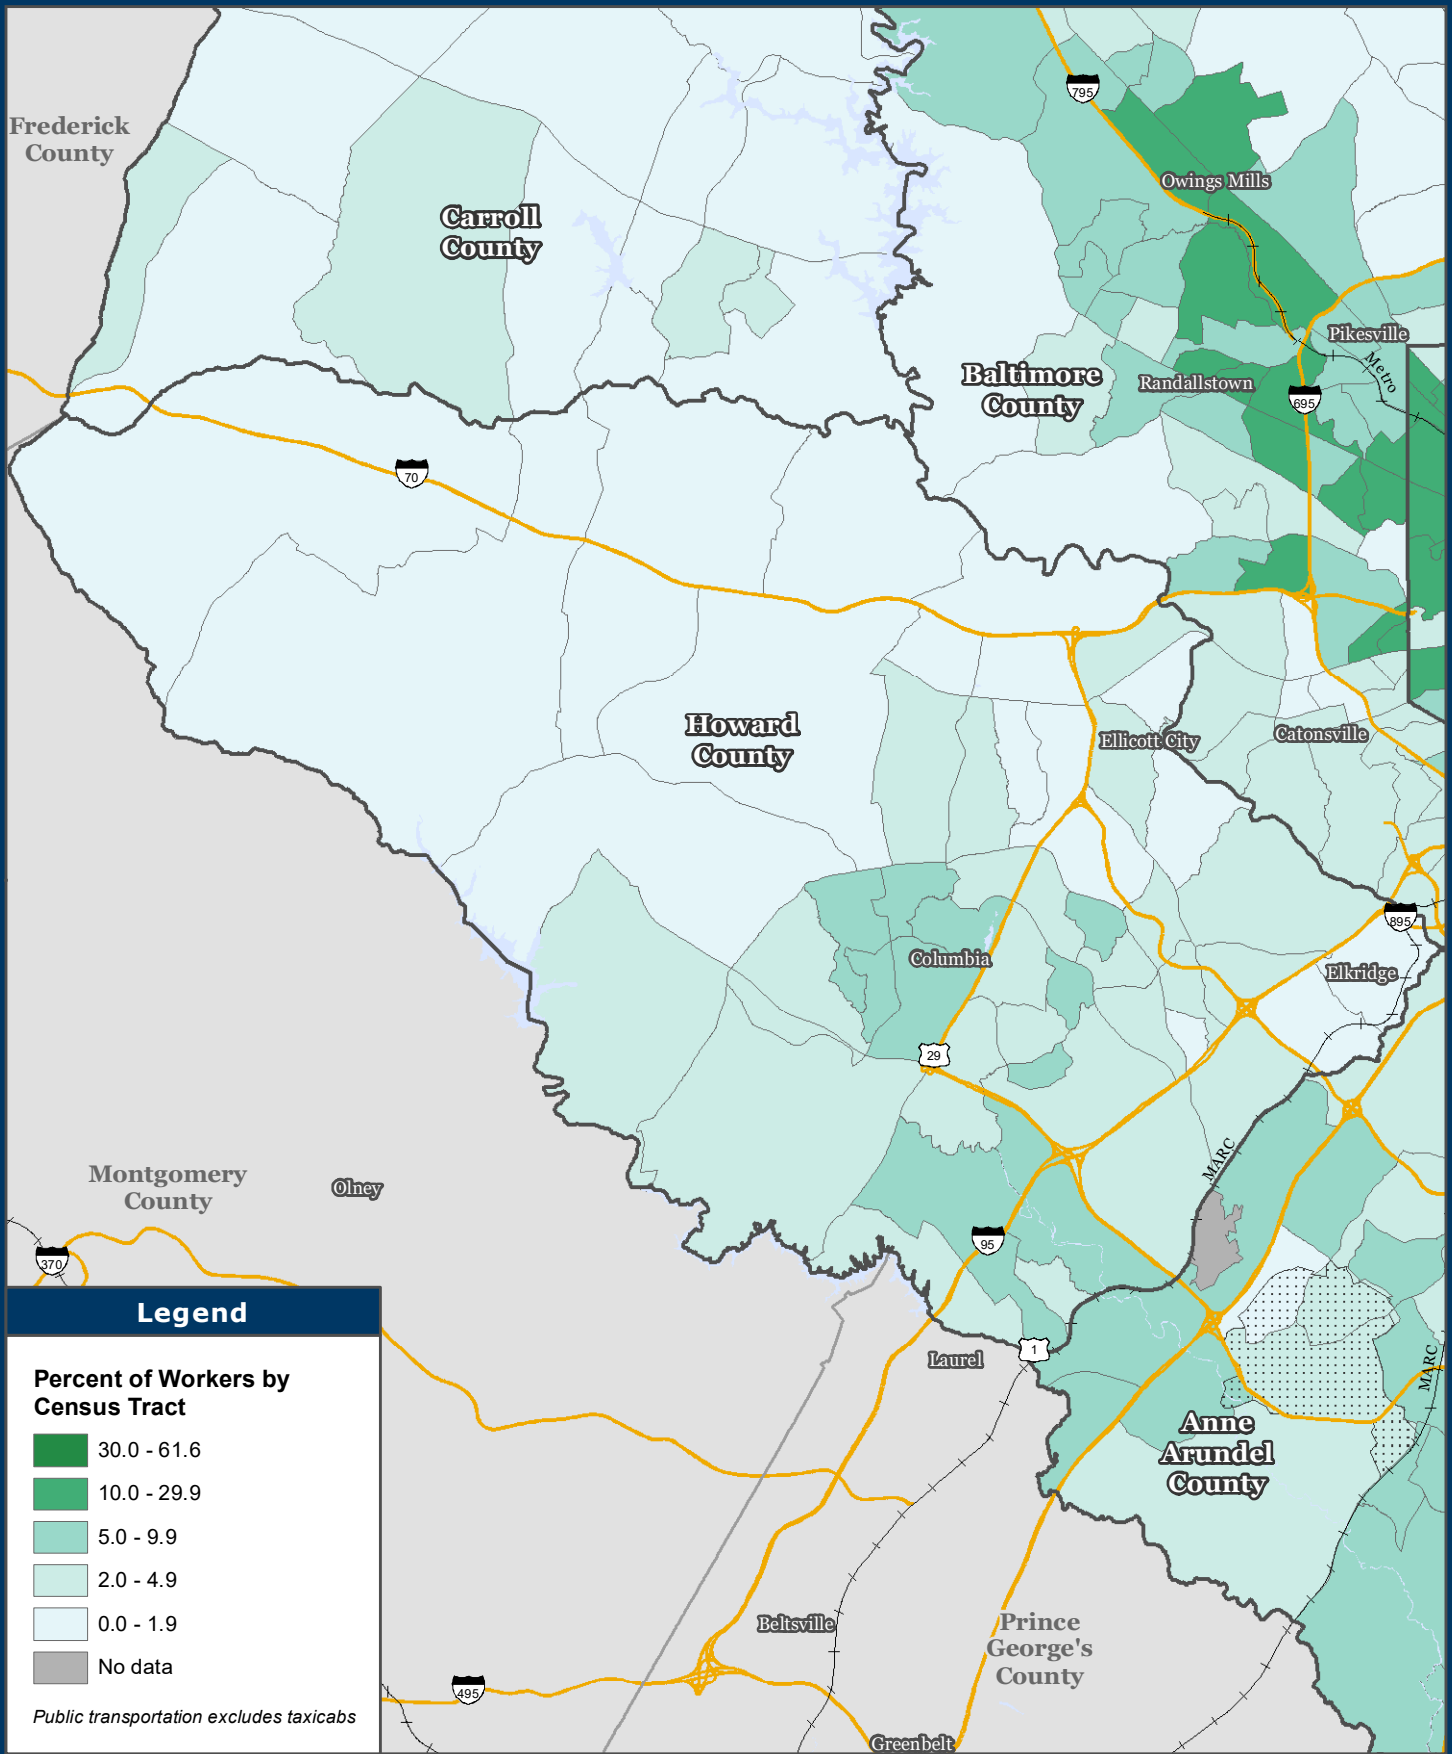 795
Frederick
County
Owings Mills
Carroll
County
Pikesville
Metro
Baltimore
County
Randallstown
695
70
Howard
County
Ellicott City
Catonsville
895
Columbia
Elkridge
29
MARC
Montgomery
County
Olney
95
370
Legend
1
Laurel
MARC
Percent of Workers by
Census Tract
Anne
Arundel
County
30.0 - 61.6
10.0 - 29.9
5.0 - 9.9
2.0 - 4.9
0.0 - 1.9
No data
Public transportation excludes taxicabs
Beltsville
Prince
George's
County
495
Greenbelt